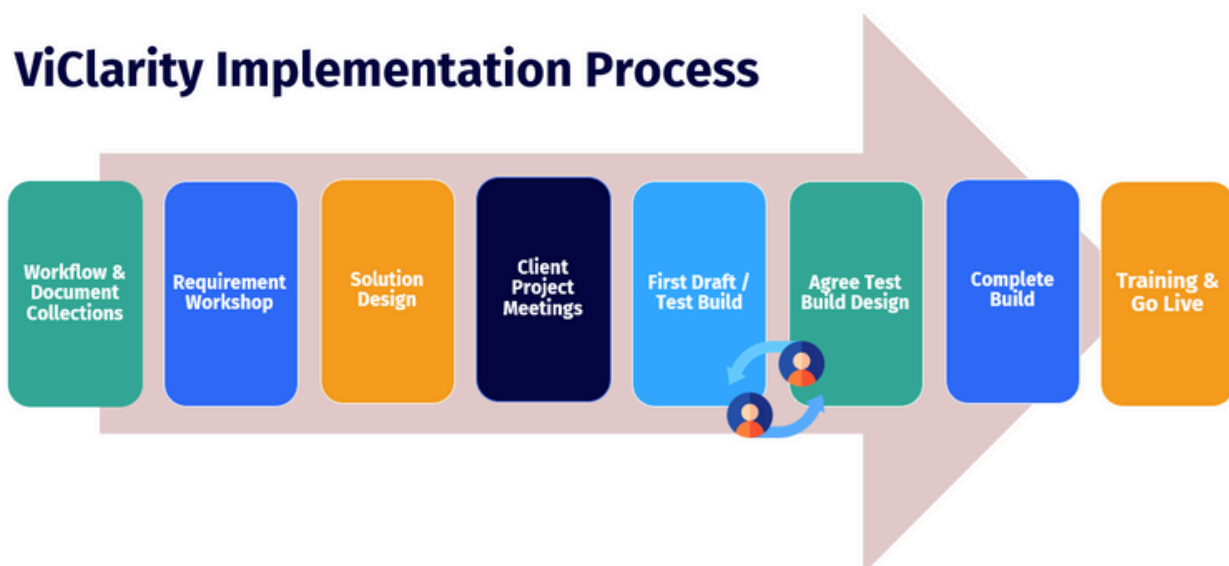 ViClarity Implementation Process
Workflow &
Document
Collections
Requirement
Workshop
Solution
Design
Client
Project
Meetings
First Draft /
Test Build
Agree Test
Build Design
Complete
Build
Training &
Go Live